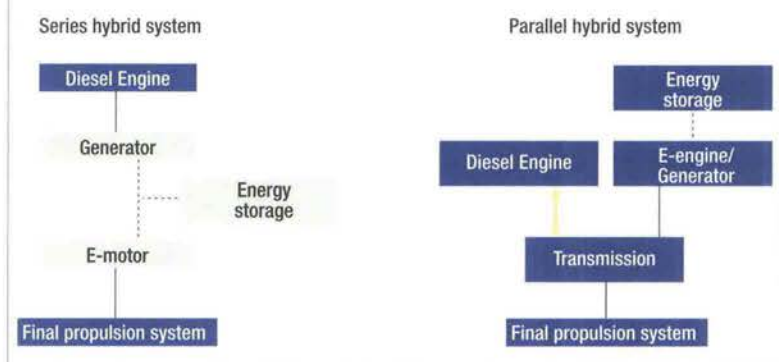 Series hybrid system
Diesel Engine
Generator
Energy
storage
E-motor
Final propulsion system
Parallel hybrid system
Energy
storage
Diesel Engine
E-engine/
Generator
Transmission
Final propulsion system